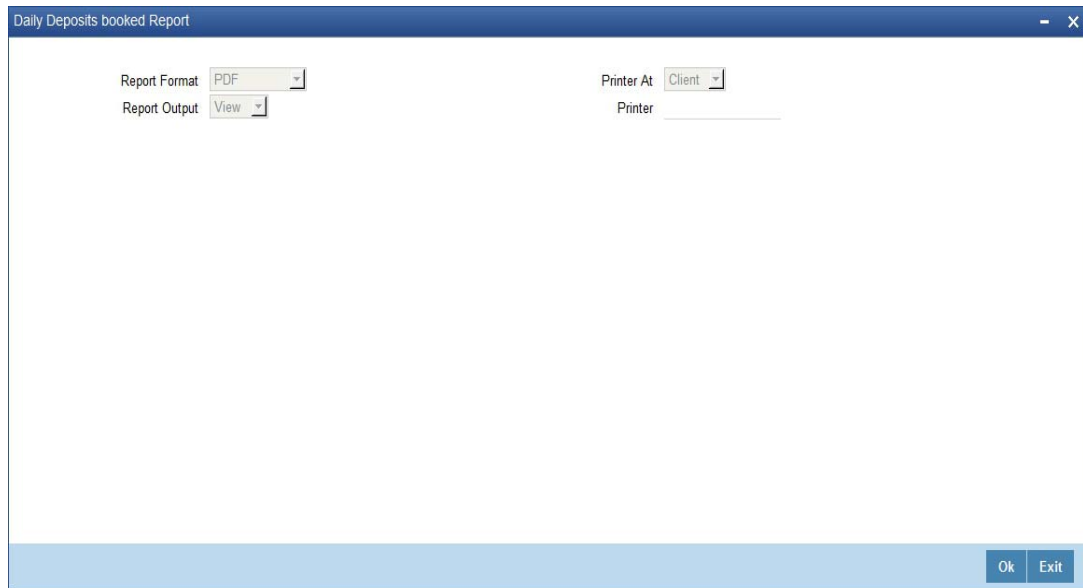 Daily Deposits booked Report
Report Format PDF
Printer At Client
Report Output View
Printer
Ok Exit